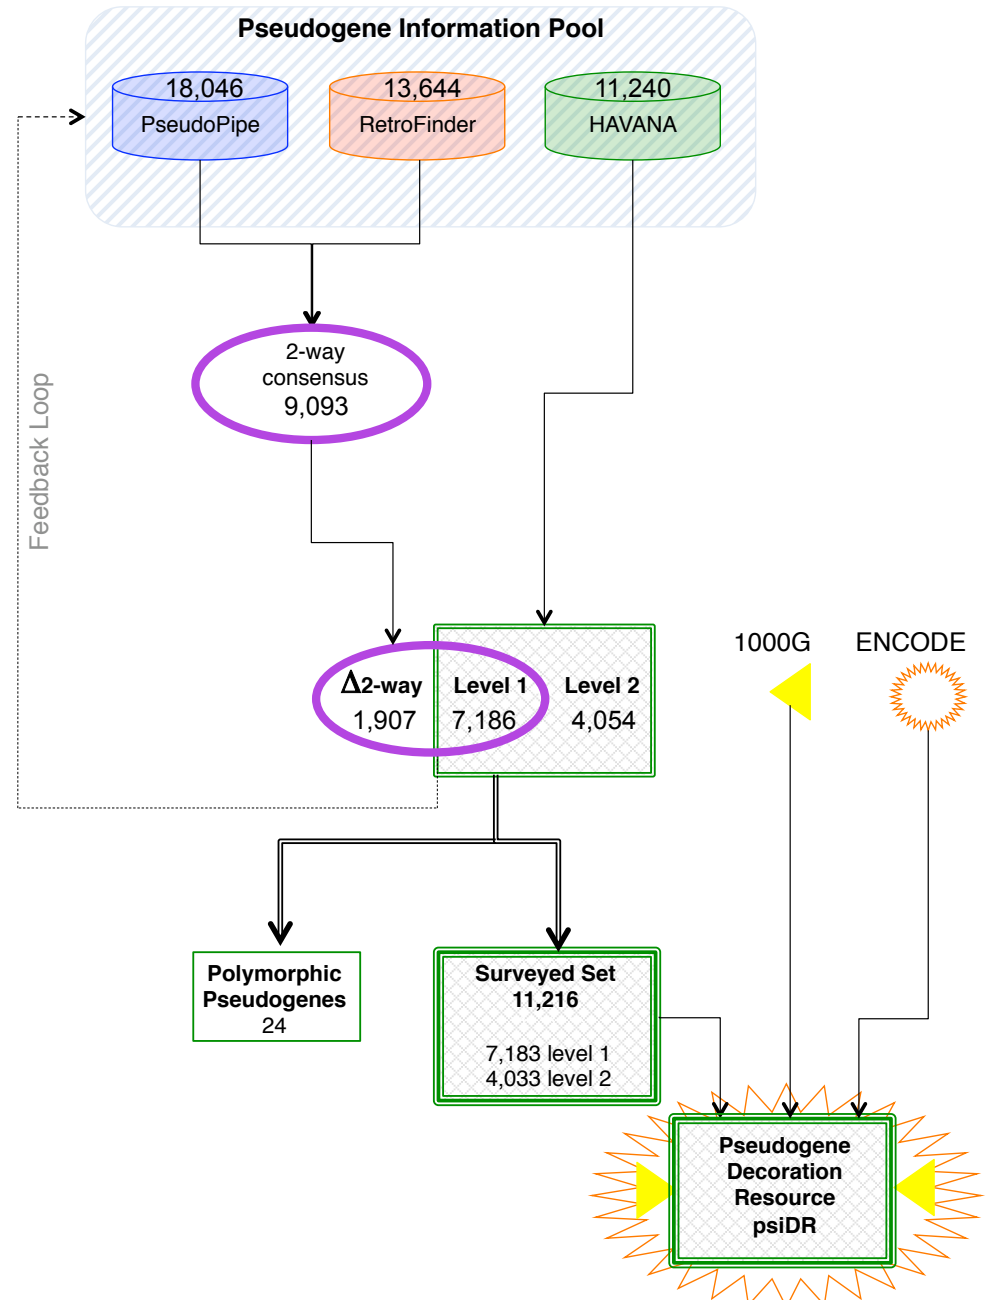 Pseudogene Information Pool
18,046
PseudoPipe
13,644
RetroFinder
11,240
HAVANA
2-way
consensus
9,093
Feedback Loop
Δ2-way
1,907
Level 1
7,186
Level 2
4,054
1000G
ENCODE
Polymorphic
Pseudogenes
24
Surveyed Set
11,216
7,183 level 1
4,033 level 2
Pseudogene
Decoration
Resource
psiDR